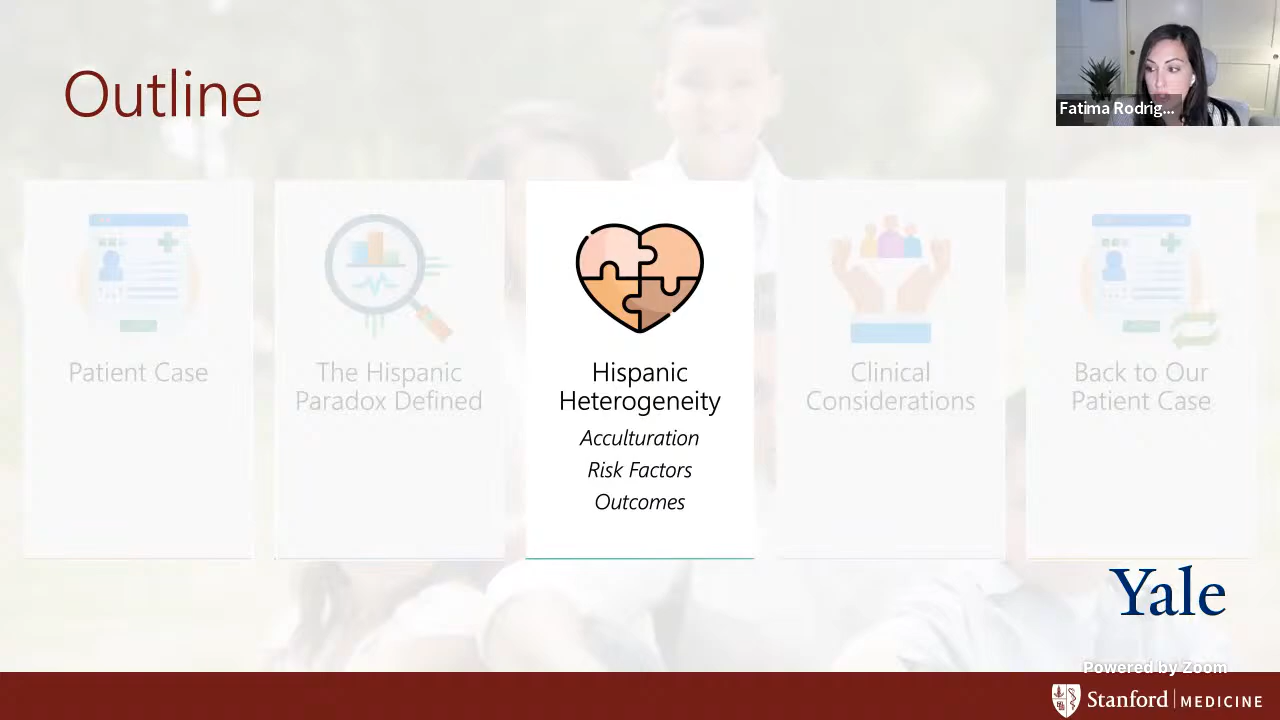 Outline
Fatima Rodrig...
Patient Case
The Hispanic
Paradox Defined
Hispanic
Heterogeneity
Acculturation
Risk Factors
Outcomes
Clinical
Considerations
Back to Our
Patient Case
Yale
Powered by Zoom
Stanford MEDICINE